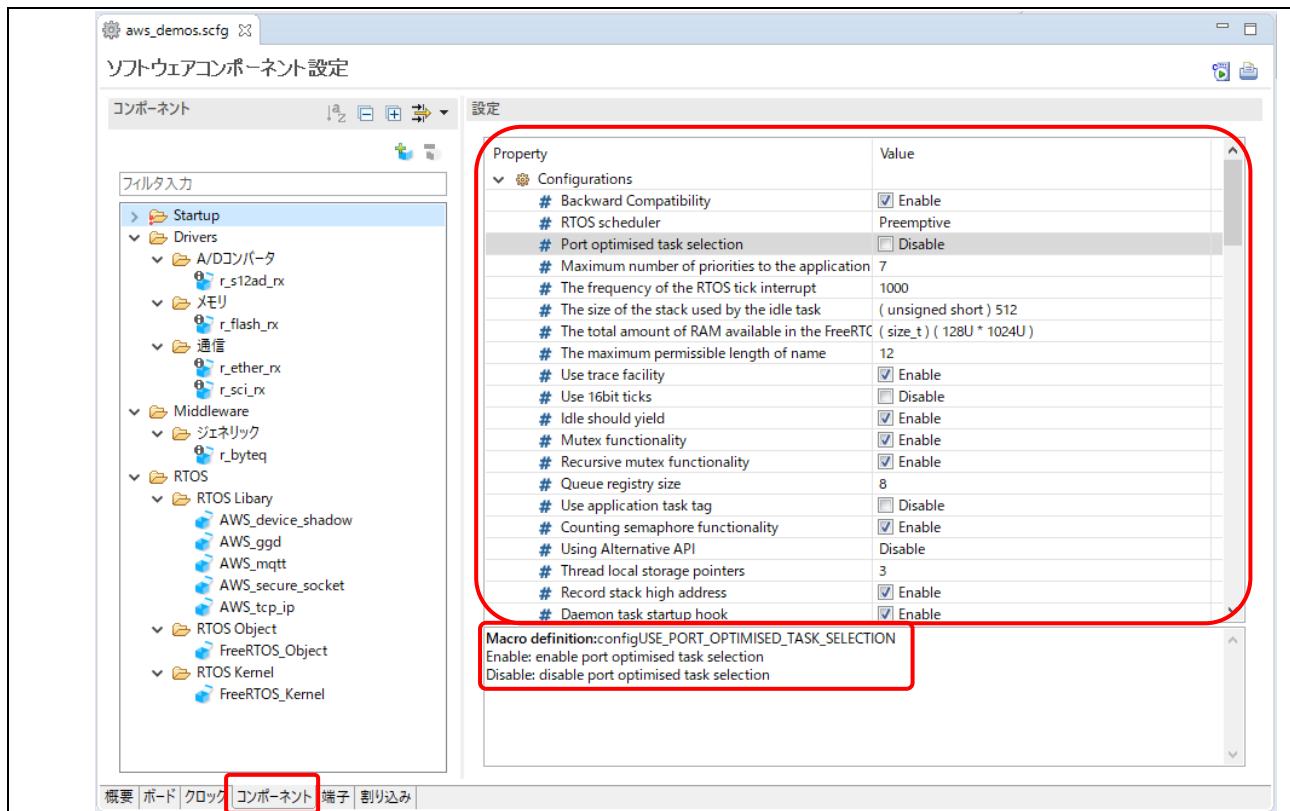 aws_demos.scfg
ソフトウェアコンポーネント設定
コンポーネント
設定
フィルタ入力
Startup
Drivers
A/Dコンバータ
r_s12ad_rx
メモリ
r_flash_rx
通信
r_ether_rx
r_sci_rx
Middleware
ジェネリック
r_byteq
RTOS
RTOS Libary
AWS_device_shadow
AWS_ggd
AWS_mqtt
AWS_secure_socket
AWS_tcp_ip
RTOS Object
FreeRTOS_Object
RTOS Kernel
FreeRTOS_Kernel
Property Value
Configurations
# Backward Compatibility Enable
# RTOS scheduler Preemptive
# Port optimised task selection Disable
# Maximum number of priorities to the application 7
# The frequency of the RTOS tick interrupt 1000
# The size of the stack used by the idle task ( unsigned short ) 512
# The total amount of RAM available in the FreeRTC ( size_t ) ( 128U * 1024U )
# The maximum permissible length of name 12
# Use trace facility Enable
# Use 16bit ticks Disable
# Idle should yield Enable
# Mutex functionality Enable
# Recursive mutex functionality Enable
# Queue registry size 8
# Use application task tag Disable
# Counting semaphore functionality Enable
# Using Alternative API Disable
# Thread local storage pointers 3
# Record stack high address Enable
# Daemon task startup hook Enable
Macro definition:configUSE_PORT_OPTIMISED_TASK_SELECTION
Enable: enable port optimised task selection
Disable: disable port optimised task selection
概要 ボード クロック コンポーネント 端子 割り込み